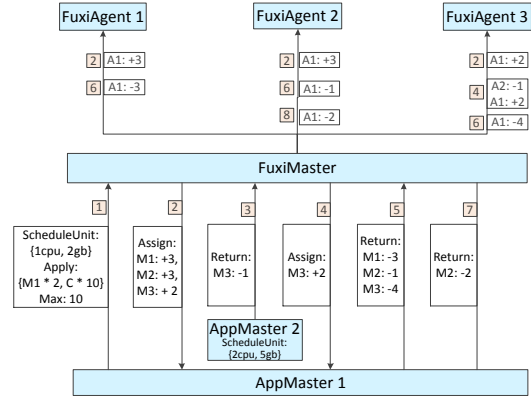 FuxiAgent 1
FuxiAgent 2
FuxiAgent 3
2 A1: +3
2 A1: +3
2 A1: +2
6 A1: -3
6 A1: -1
4 A2: -1
A1: +2
8 A1: -2
6 A1: -4
FuxiMaster
1
2
3
4
5
7
ScheduleUnit:
{1cpu, 2gb}
Apply:
{M1 * 2, C * 10}
Max: 10
Assign:
M1: +3,
M2: +3,
M3: + 2
Return:
M3: -1
Assign:
M3: +2
Return:
M1: -3
M2: -1
M3: -4
Return:
M2: -2
AppMaster 2
ScheduleUnit:
{2cpu, 5gb}
AppMaster 1